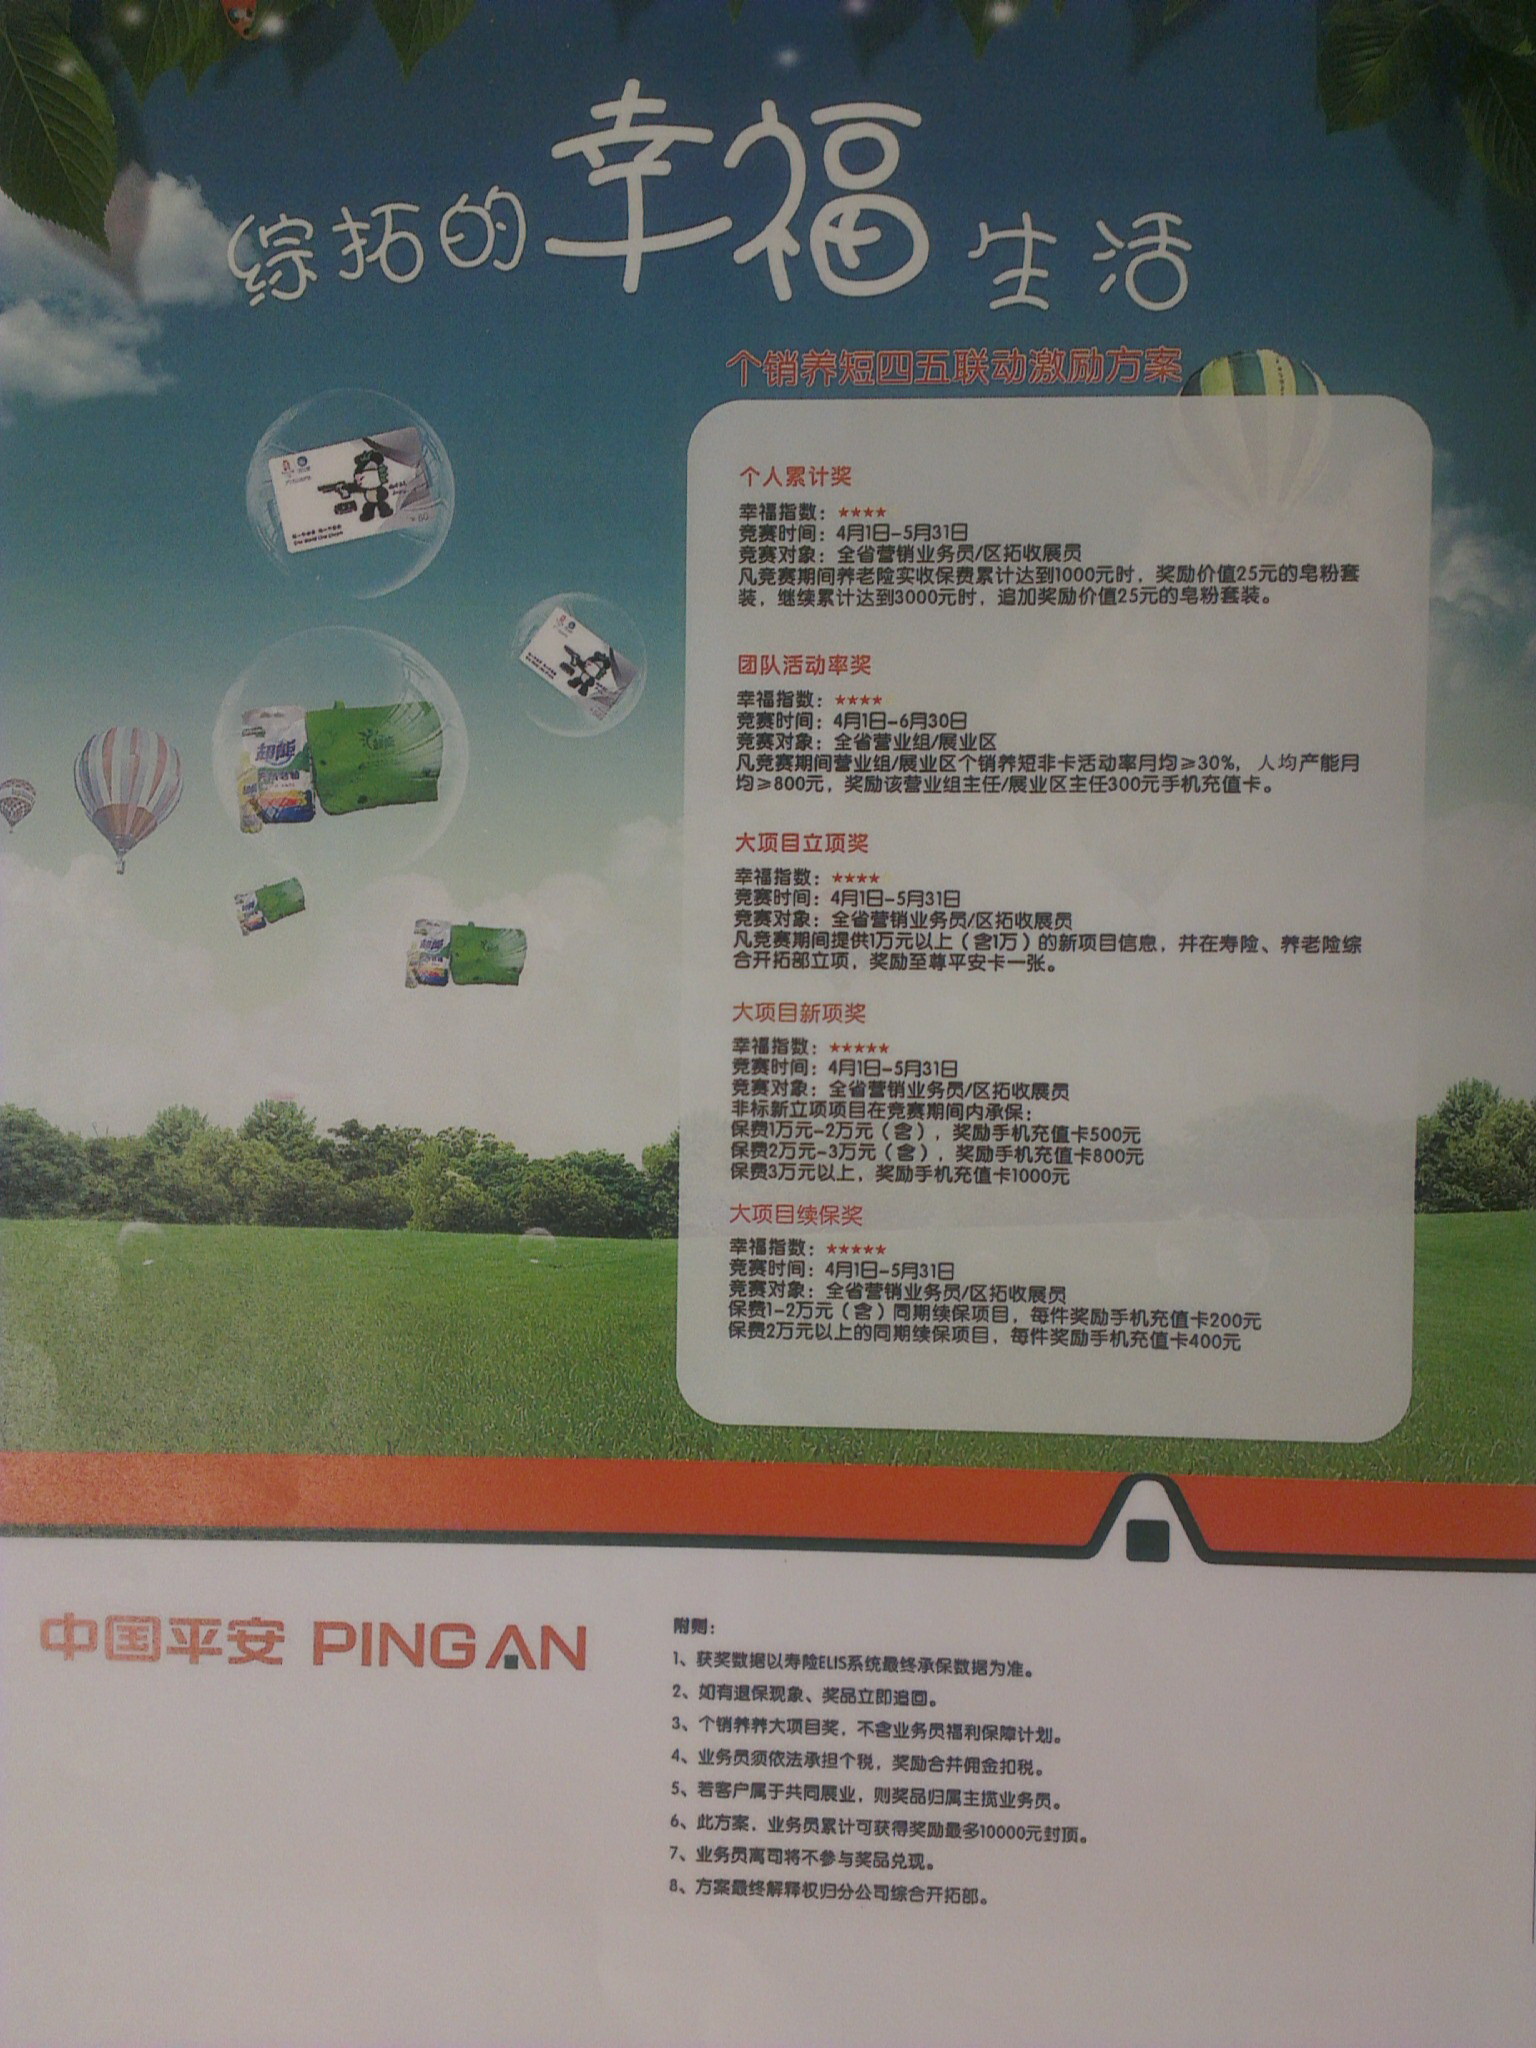 综拓的幸福生活
个销养短四五联动激励方案
个人累计奖
幸福指数：★★★★
竞赛时间：4月1日-5月31日
竞赛对象：全省营销业务员/区拓收展员
凡竞赛期间养老险实收保费累计达到1000元时，奖励价值25元的皂粉套
装，继续累计达到3000元时，追加奖励价值25元的皂粉套装。
团队活动率奖
幸福指数：★★★★
竞赛时间：4月1日-6月30日
竞赛对象：全省营业组/展业区
凡竞赛期间营业组/展业区个销养短非卡活动率月均≥30%，人均产能月
均≥800元，奖励该营业组主任/展业区主任300元手机充值卡。
大项目立项奖
幸福指数：★★★★
竞赛时间：4月1日-5月31日
竞赛对象：全省营销业务员/区拓收展员
凡竞赛期间提供1万元以上（含1万）的新项目信息，并在寿险、养老险综
合开拓部立项，奖励至尊平安卡一张。
大项目新项奖
幸福指数：★★★★★
竞赛时间：4月1日-5月31日
竞赛对象：全省营销业务员/区拓收展员
非标新立项项目在竞赛期间内承保：
保费1万元-2万元（含），奖励手机充值卡500元
保费2万元-3万元（含），奖励手机充值卡800元
保费3万元以上，奖励手机充值卡1000元
大项目续保奖
幸福指数：★★★★★
竞赛时间：4月1日-5月31日
竞赛对象：全省营销业务员/区拓收展员
保费1-2万元（含）同期续保项目，每件奖励手机充值卡200元
保费2万元以上的同期续保项目，每件奖励手机充值卡400元
超能
超能
中国平安 PING AN
附则：
1、获奖数据以寿险ELIS系统最终承保数据为准。
2、如有退保现象、奖品立即追回。
3、个销养养大项目奖，不含业务员福利保障计划。
4、业务员须依法承担个税，奖励合并佣金扣税。
5、若客户属于共同展业，则奖品归属主揽业务员。
6、此方案，业务员累计可获得奖励最多10000元封顶。
7、业务员离司将不参与奖品兑现。
8、方案最终解释权归分公司综合开拓部。